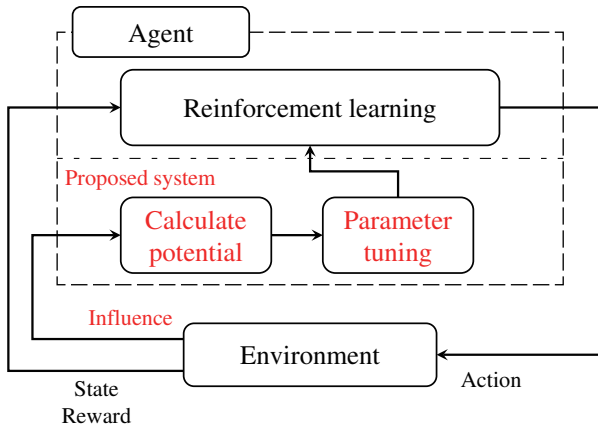 Agent
Reinforcement learning
Proposed system
Calculate
potential
Parameter
tuning
Influence
Environment
State
Reward
Action